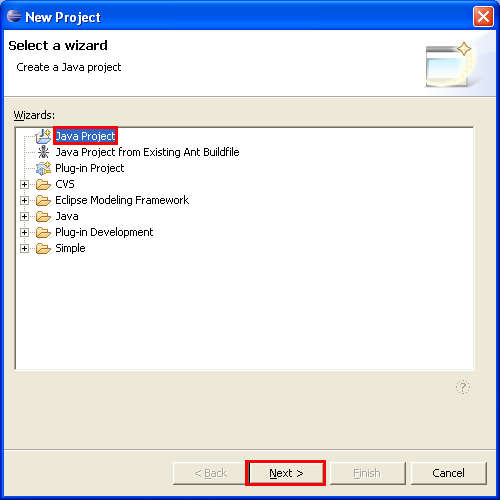 New Project
Select a wizard
Create a Java project
Wizards:
Java Project
Java Project from Existing Ant Buildfile
Plug-in Project
CVS
Eclipse Modeling Framework
Java
Plug-in Development
Simple
?
< Back
Next >
Finish
Cancel